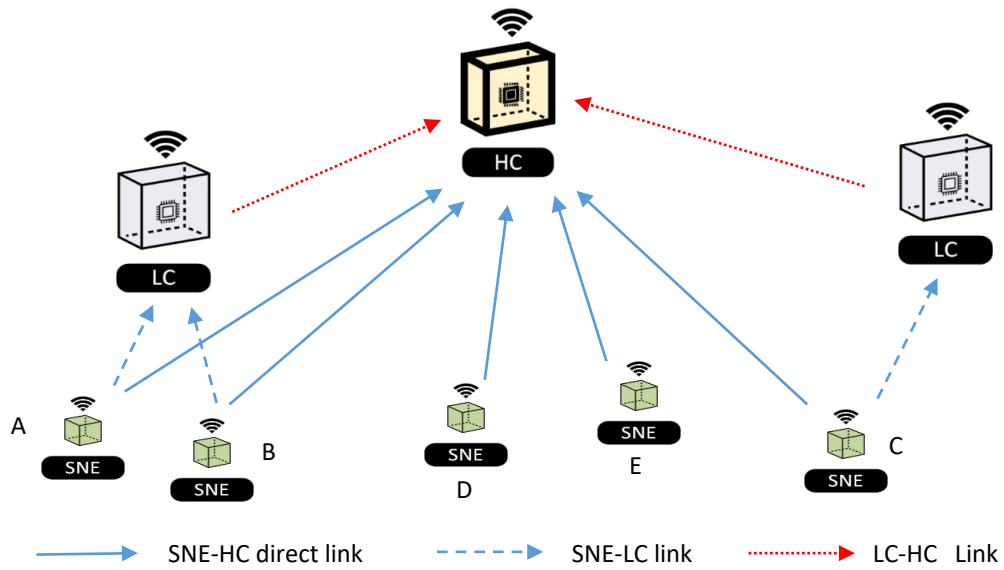 HC
LC
LC
A
SNE
B
SNE
SNE
D
SNE
E
C
SNE
SNE-HC direct link
SNE-LC link
LC-HC Link